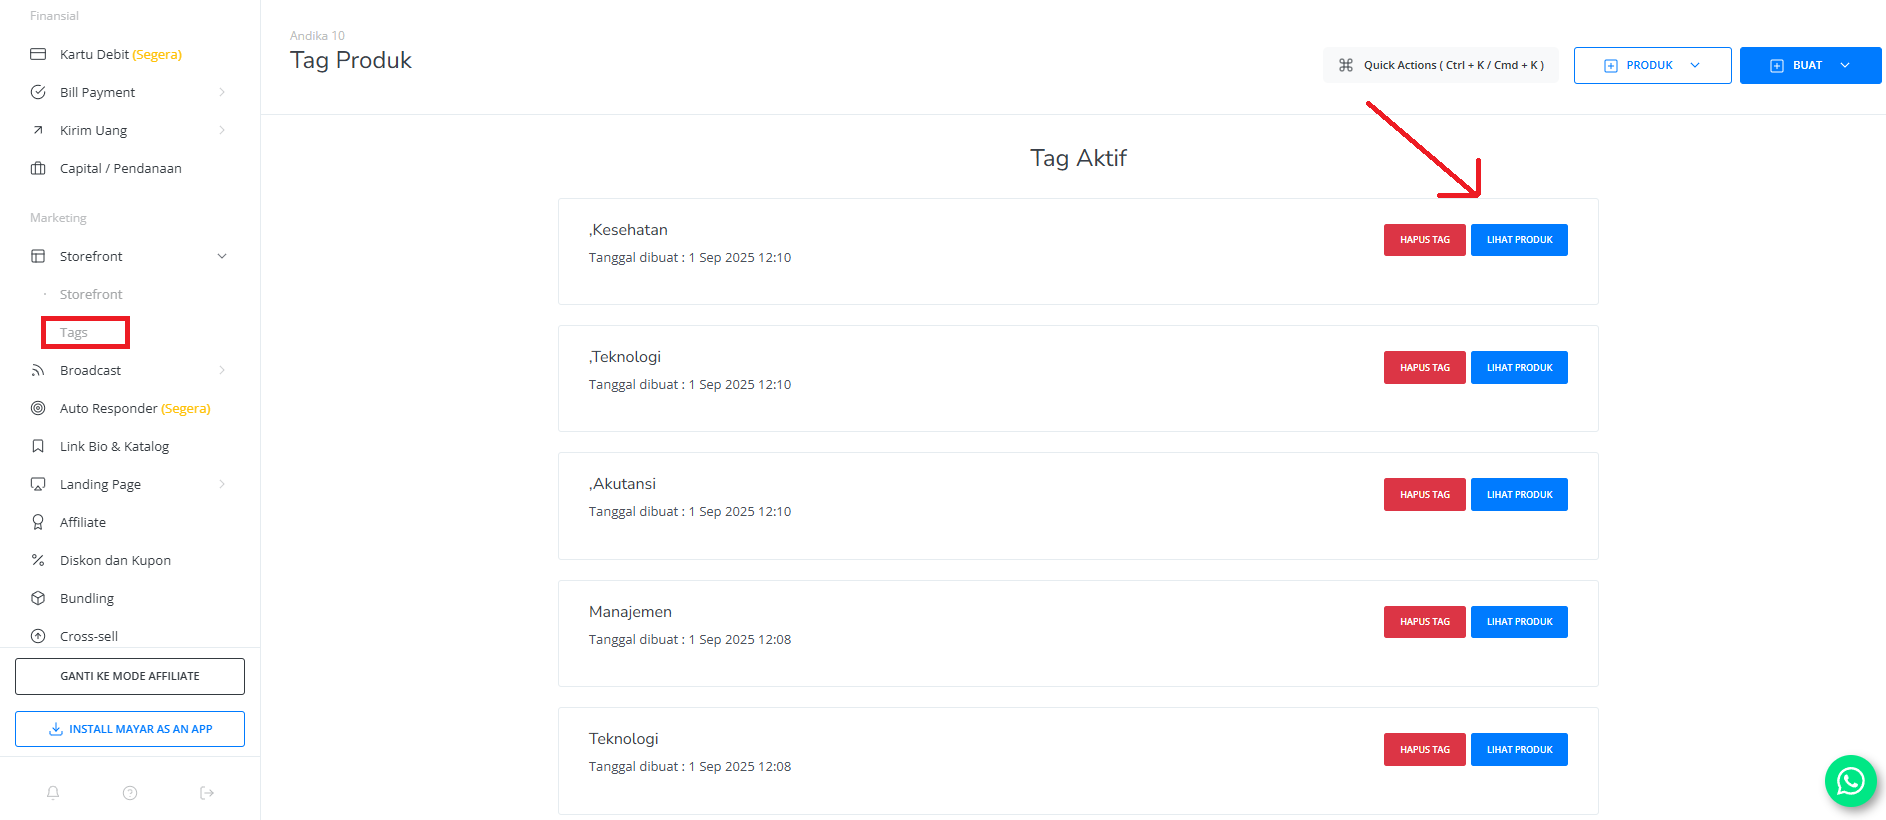 Finansial
Kartu Debit (Segera)
Bill Payment
Kirim Uang
Capital / Pendanaan
Marketing
Storefront
Storefront
Tags
Broadcast
Auto Responder (Segera)
Link Bio & Katalog
Landing Page
Affiliate
Diskon dan Kupon
Bundling
Cross-sell
GANTI KE MODE AFFILIATE
INSTALL MAYAR AS AN APP
Andika 10
Tag Produk
Quick Actions ( Ctrl + K / Cmd + K )
PRODUK
BUAT
Tag Aktif
,Kesehatan
Tanggal dibuat : 1 Sep 2025 12:10
HAPUS TAG
LIHAT PRODUK
,Teknologi
Tanggal dibuat : 1 Sep 2025 12:10
HAPUS TAG
LIHAT PRODUK
,Akutansi
Tanggal dibuat : 1 Sep 2025 12:10
HAPUS TAG
LIHAT PRODUK
Manajemen
Tanggal dibuat : 1 Sep 2025 12:08
HAPUS TAG
LIHAT PRODUK
Teknologi
Tanggal dibuat : 1 Sep 2025 12:08
HAPUS TAG
LIHAT PRODUK